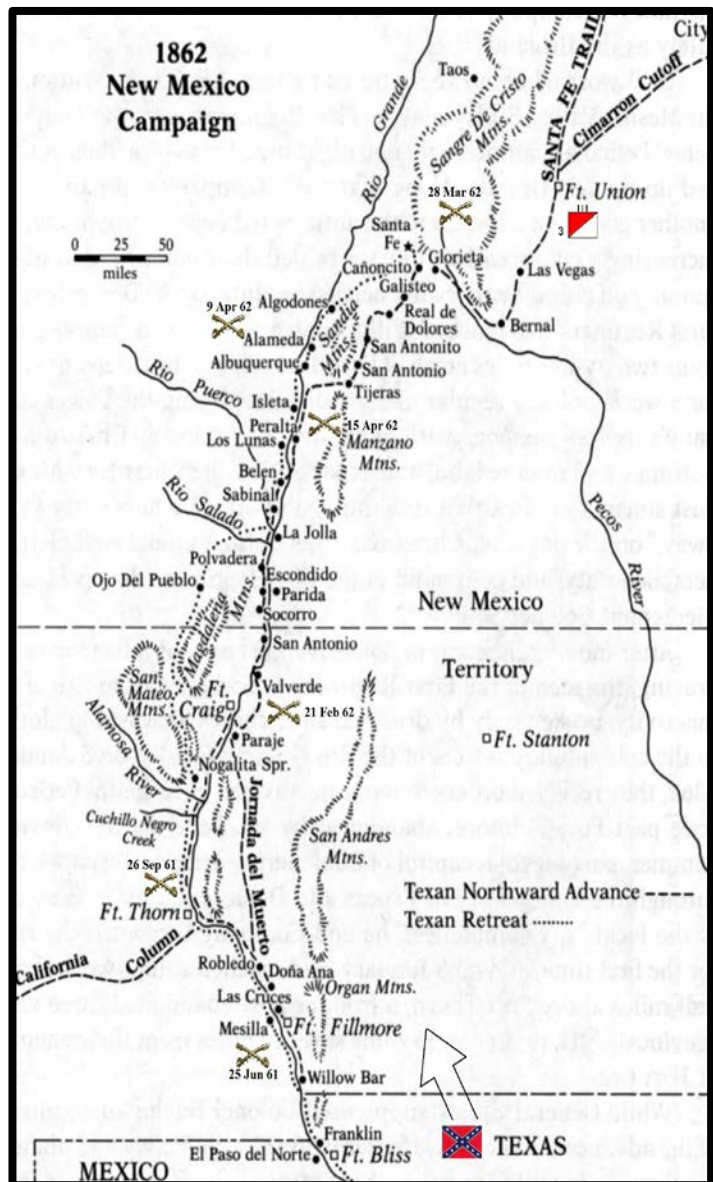 1862
New Mexico
Campaign
0 25 50
miles
City
Taos
Rio Grande
Sangre De Cristo
Mtns.
SANTA FE TRAIL
Cimarron Cutoff
28 Mar 62
Ft. Union
3
Santa
Fe
Glorieta
Cañoncito
Galisteo
Las Vegas
Algodones
9 Apr 62
Real de
Dolores
Bernal
Sandia
Mtns.
Alameda
San Antonito
Albuquerque
San Antonio
Tijeras
Rio
Puerco
Isleta
Peralta
15 Apr 62
Los Lunas
Manzano
Mtns.
Belen
Sabinal
Rio Salado
Pecos
River
La Jolla
Polvadera
Escondido
Ojo Del Pueblo
Parida
Socorro
Magdalena
Mtns.
New Mexico
San Antonio
San
Mateo
Mtns.
Ft.
Craig
Valverde
21 Feb 62
Territory
Alamosa
River
Paraje
Ft. Stanton
Nogalita Spr.
Cuchillo Negro
Creek
Jornada del Muerto
San Andres
Mtns.
26 Sep 61
Ft. Thorn
Texan Northward Advance
Texan Retreat
California Column
Robledo
Doña Ana
Organ Mtns.
Las Cruces
Mesilla
Ft. Fillmore
25 Jun 61
Willow Bar
Franklin
El Paso del Norte
Ft. Bliss
TEXAS
MEXICO